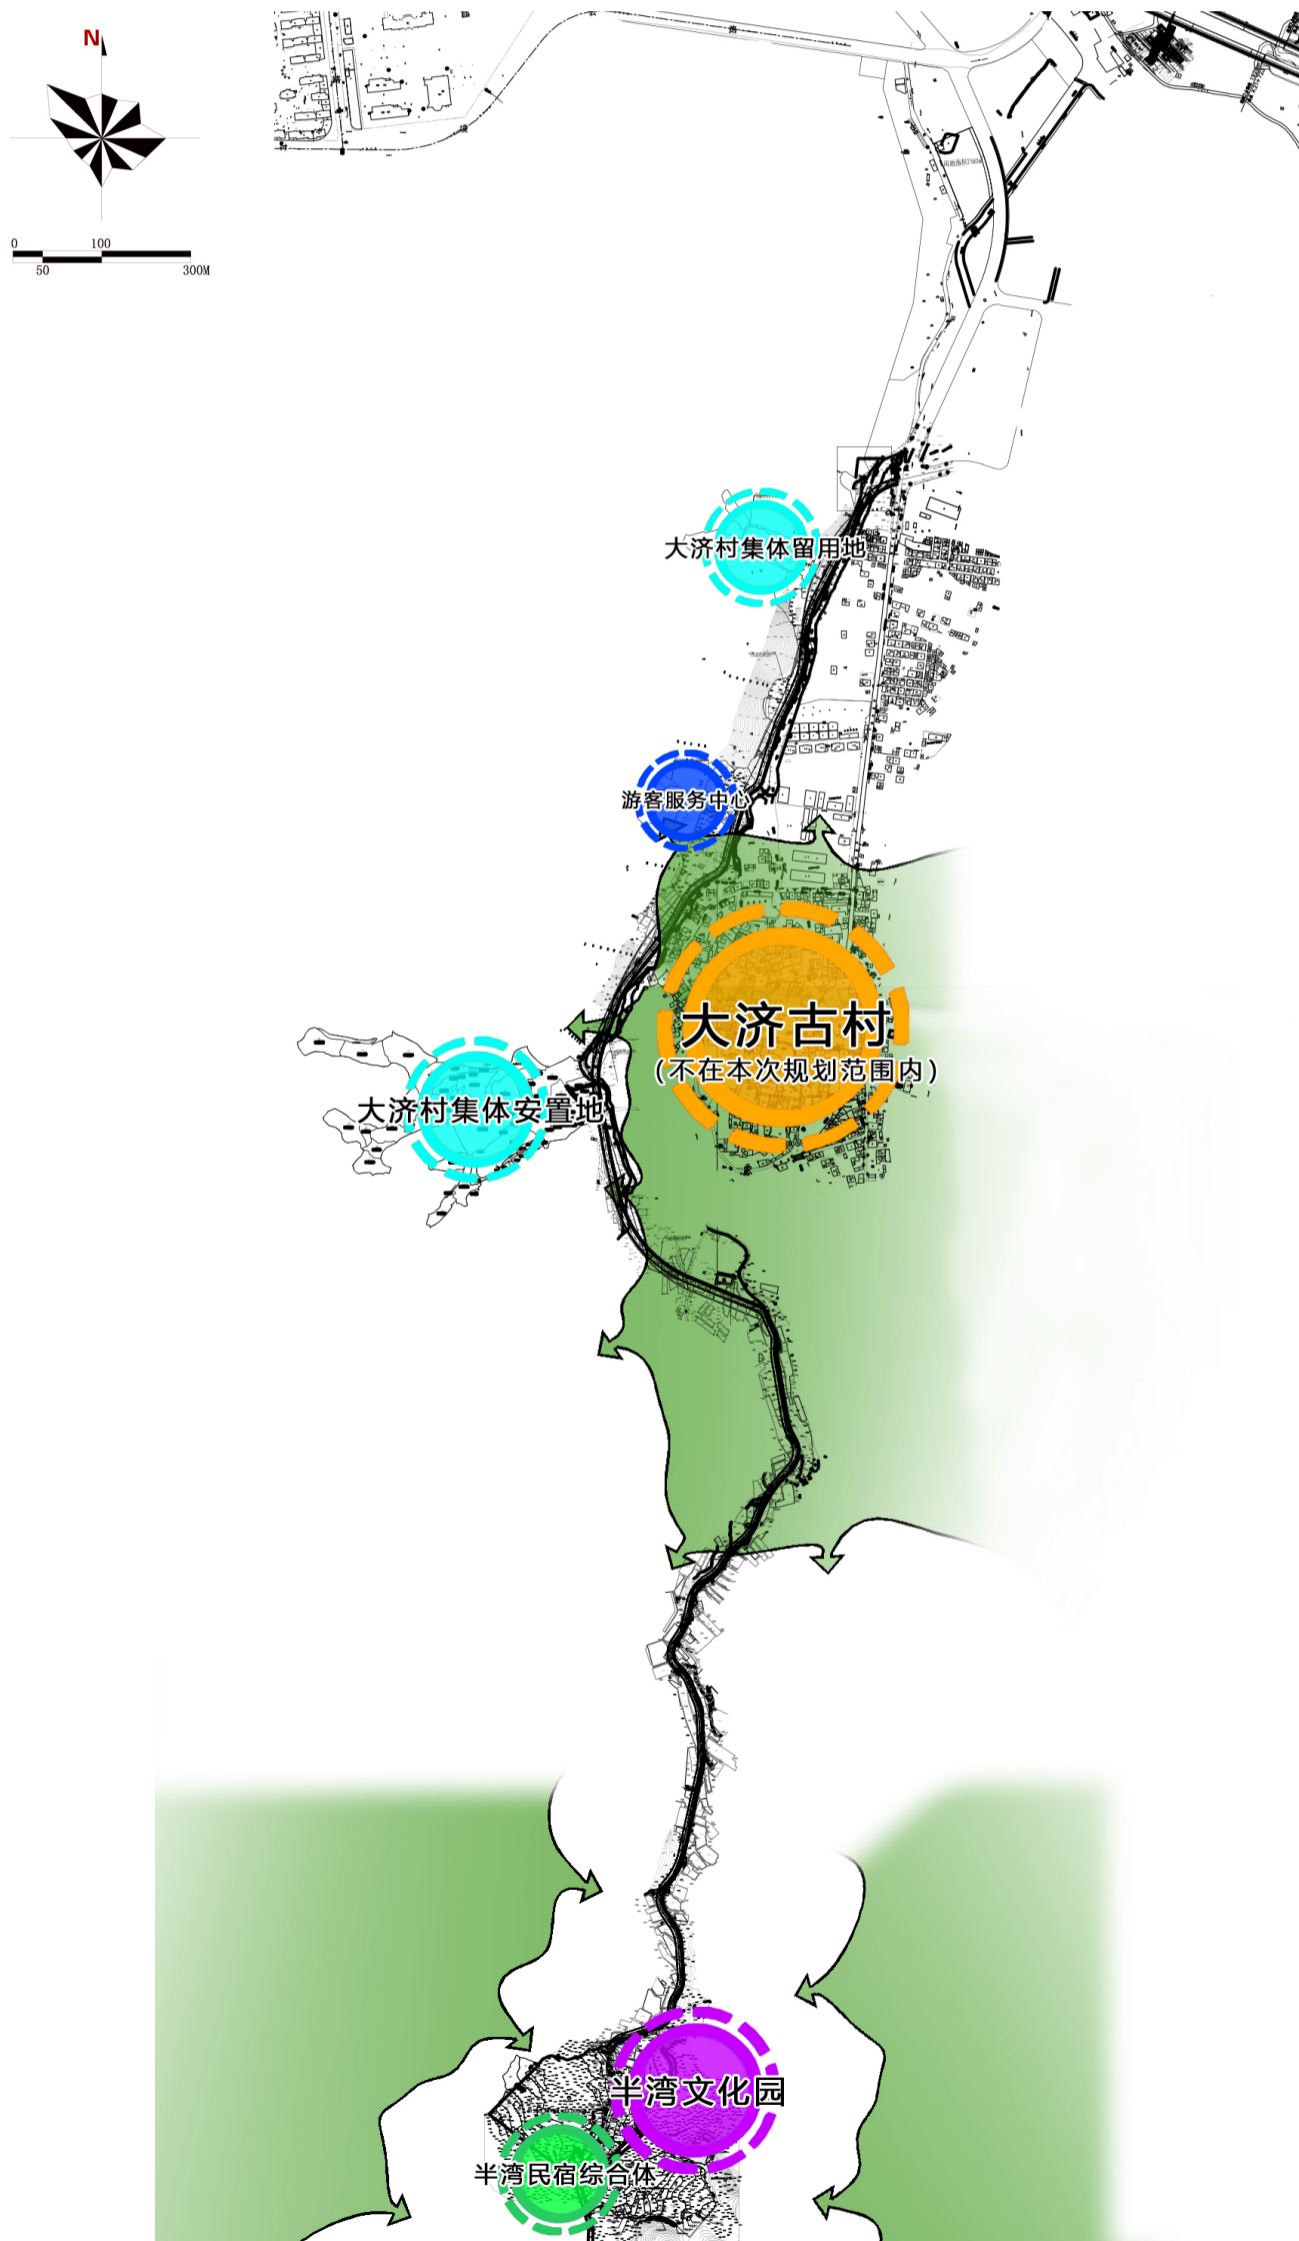 N
0 100
50 300M
大济村集体留用地
游客服务中心
大济古村
(不在本次规划范围内)
大济村集体安置地
半湾文化园
半湾民宿综合体